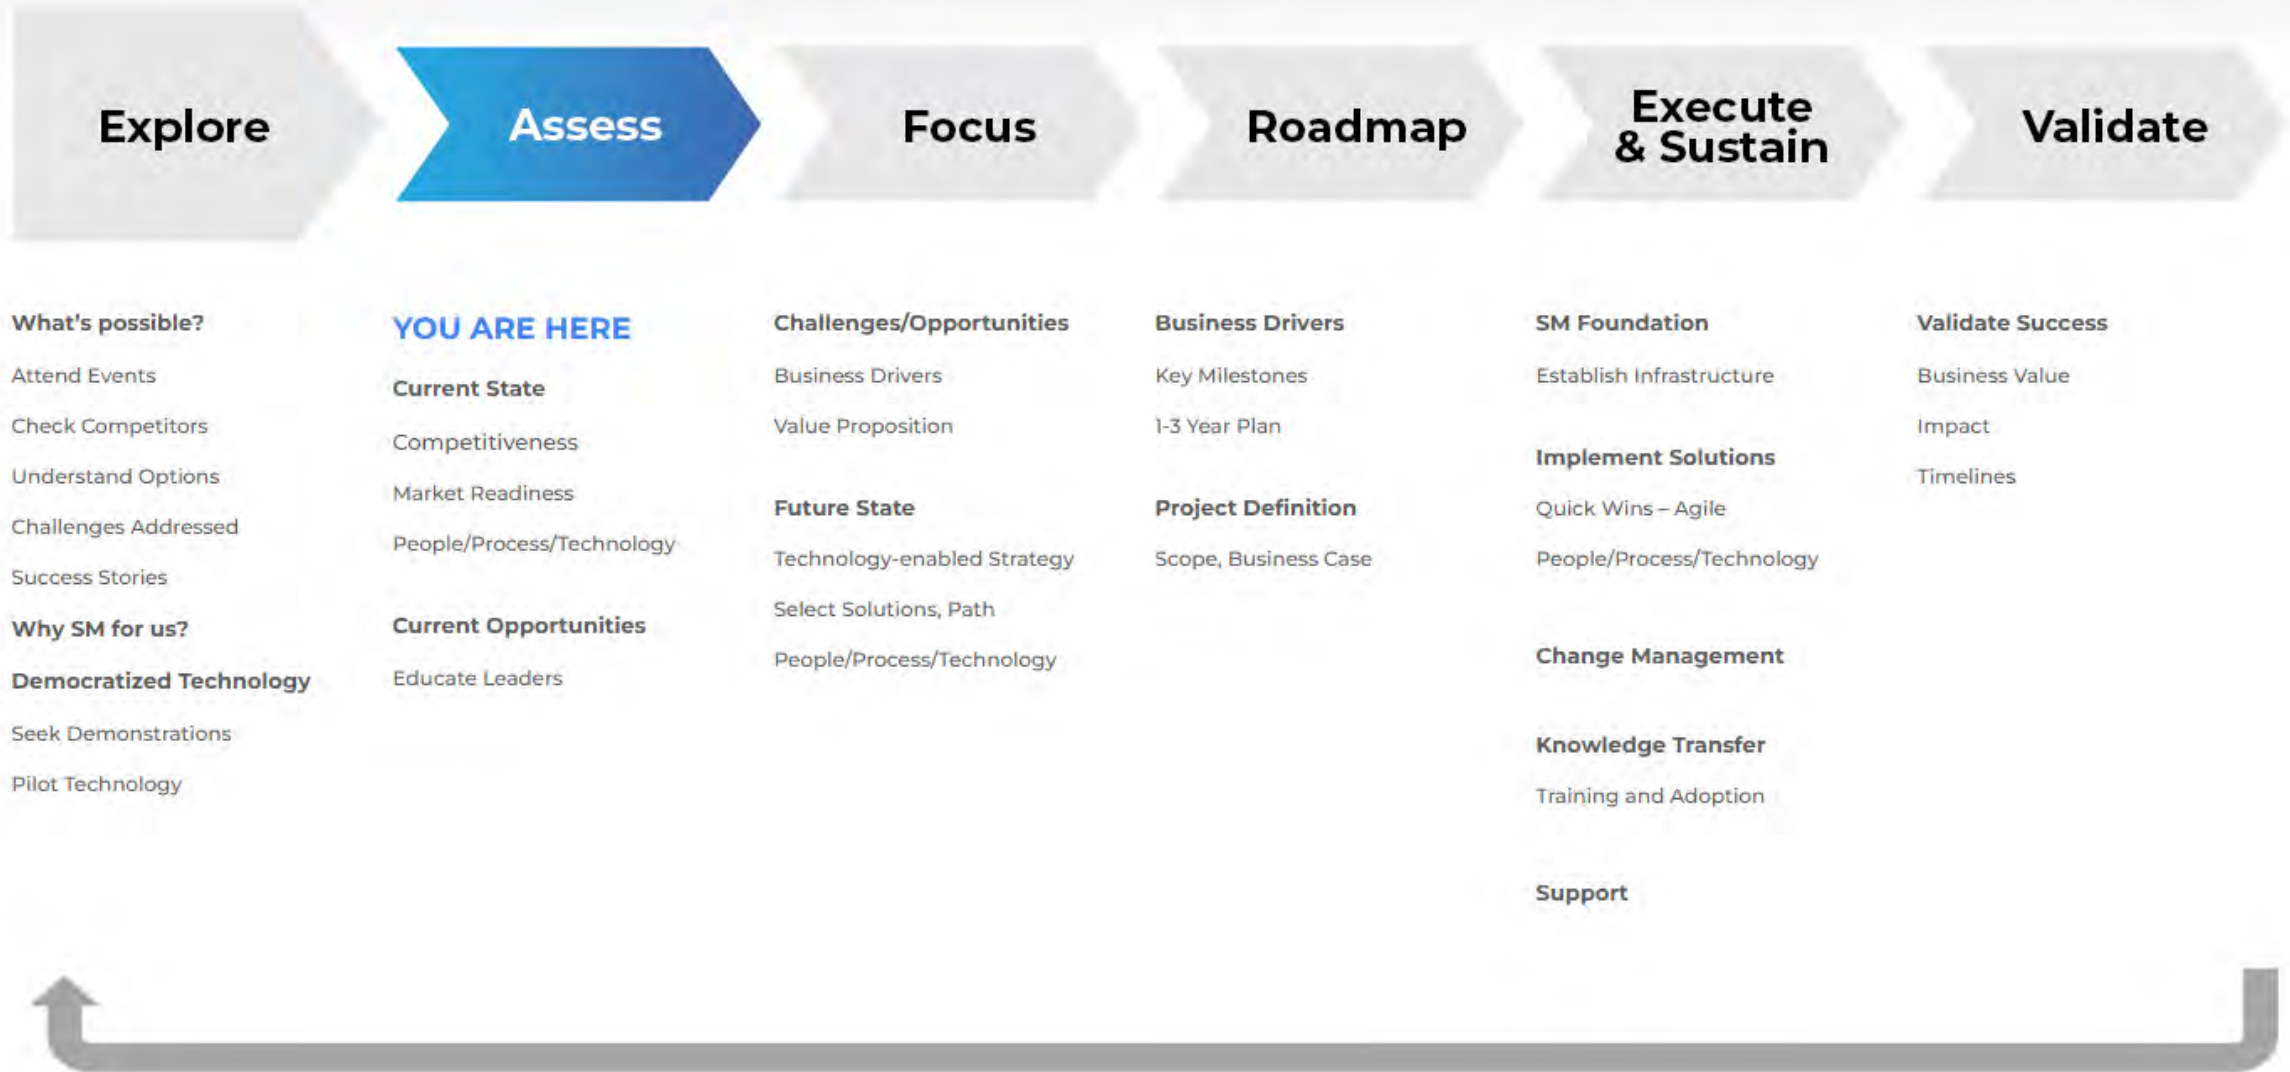 Explore
Assess
Focus
Roadmap
Execute
& Sustain
Validate
What's possible?
Attend Events
Check Competitors
Understand Options
Challenges Addressed
Success Stories
Why SM for us?
Democratized Technology
Seek Demonstrations
Pilot Technology
YOU ARE HERE
Current State
Competitiveness
Market Readiness
People/Process/Technology
Current Opportunities
Educate Leaders
Challenges/Opportunities
Business Drivers
Value Proposition
Future State
Technology-enabled Strategy
Select Solutions, Path
People/Process/Technology
Business Drivers
Key Milestones
1-3 Year Plan
Project Definition
Scope, Business Case
SM Foundation
Establish Infrastructure
Implement Solutions
Quick Wins – Agile
People/Process/Technology
Change Management
Knowledge Transfer
Training and Adoption
Support
Validate Success
Business Value
Impact
Timelines